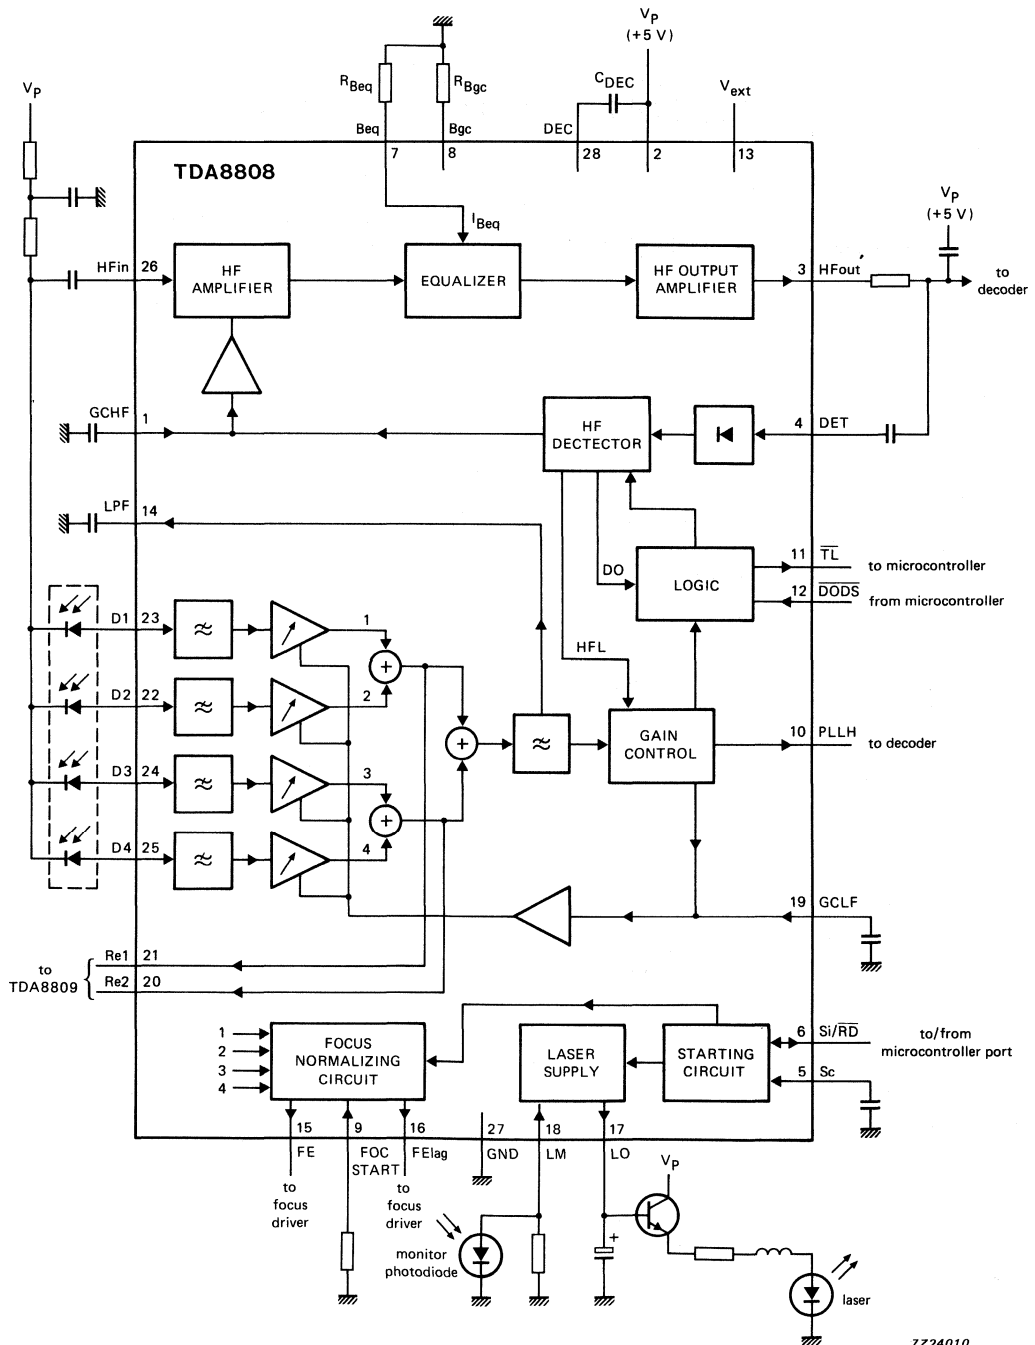 VP
(+5 V)
CDEC
VP
RBeq
RBgc
Vext
Beq
Bgc
DEC
7
8
28
2
13
TDA8808
IBeq
VP
(+5 V)
HFin
26
HF
AMPLIFIER
EQUALIZER
HF OUTPUT
AMPLIFIER
3
HFout
to
decoder
GCHF
1
HF
DECTECTOR
4
DET
LPF
14
DO
LOGIC
11
TL
to microcontroller
12
DODS
from microcontroller
D1
23
≈
1
+
HFL
D2
22
≈
2
+
≈
GAIN
CONTROL
10
PLLH
to decoder
D3
24
≈
3
+
D4
25
≈
4
19
GCLF
to
TDA8809
Re1
21
Re2
20
1
2
3
4
FOCUS
NORMALIZING
CIRCUIT
LASER
SUPPLY
STARTING
CIRCUIT
6
Si/RD
to/from
microcontroller port
5
Sc
15
9
16
27
18
17
FE
FOC
START
FElag
GND
LM
LO
VP
to
focus
driver
to
focus
driver
monitor
photodiode
+
laser
7Z24010